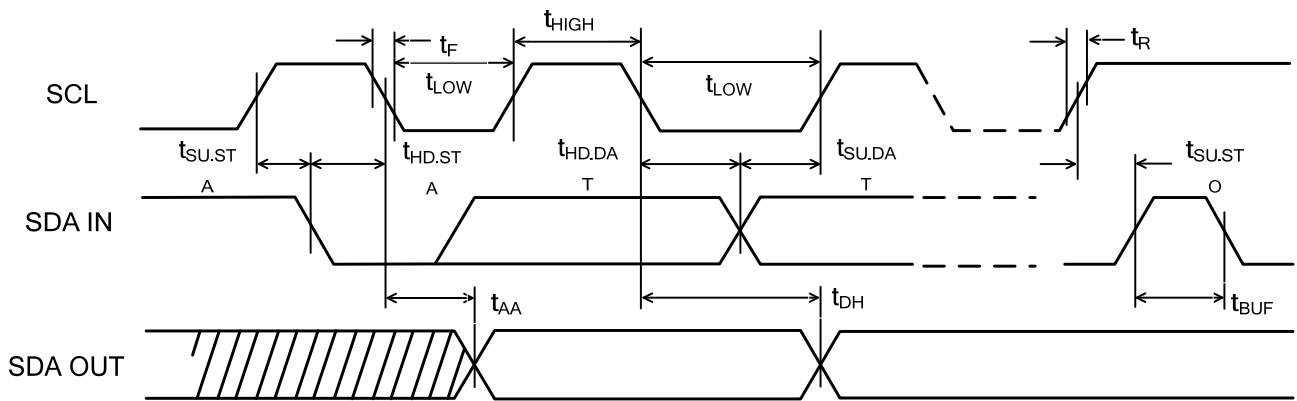 tHIGH
tF
tR
SCL
tLOW
tLOW
tSU.ST
A
tHD.ST
A
tHD.DA
T
tSU.DA
T
tSU.ST
O
SDA IN
tAA
tDH
tBUF
SDA OUT